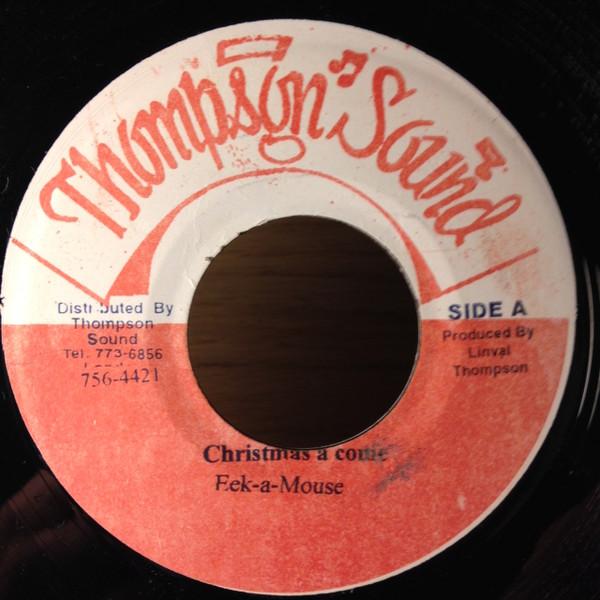 Thompson Sound
Distributed By
Thompson
Sound
Tel. 773-6856
756-4421
SIDE A
Produced By
Linval
Thompson
Christmas a come
Eek-a-Mouse